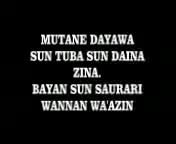 MUTANE DAYAWA
SUN TUBA SUN DAINA
ZINA.
BAYAN SUN SAURARI
WANNAN WA'AZIN